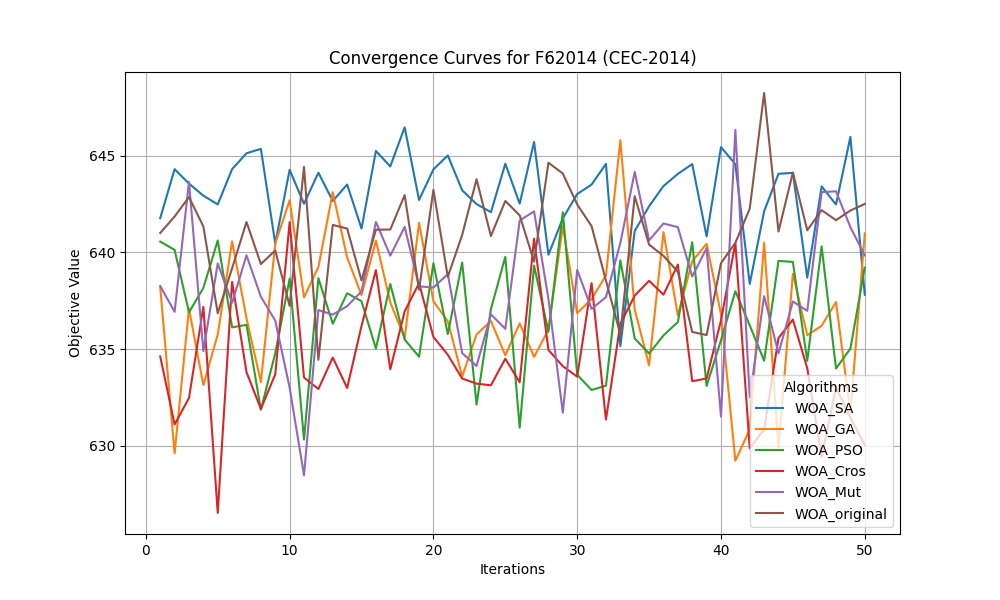 Convergence Curves for F62014 (CEC-2014)
Objective Value
645
640
635
630
0 10 20 30 40 50
Iterations
Algorithms
WOA_SA
WOA_GA
WOA_PSO
WOA_Cros
WOA_Mut
WOA_original